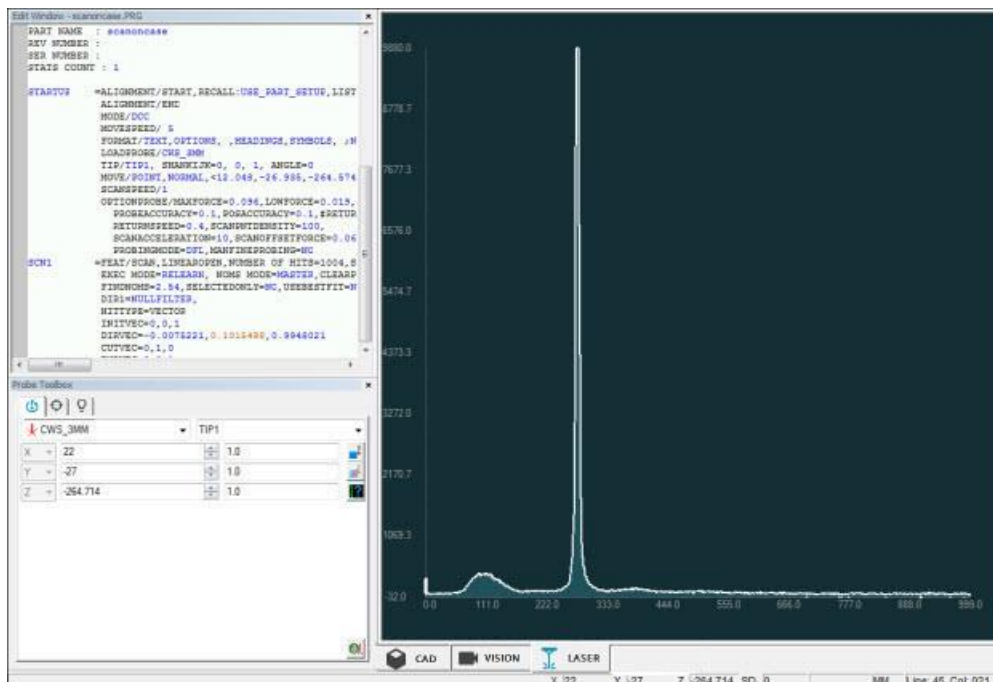 Edit Window - scanoncase.PRG
PART NAME : scanoncase
REV NUMBER :
SER NUMBER :
STATS COUNT : 1
STARTUP =ALIGNMENT/START,RECALL:USE_PART_SETUP,LIST
ALIGNMENT/END
MODE/DCC
MOVESPEED/ 5
FORMAT/TEXT,OPTIONS, ,HEADINGS,SYMBOLS, ;N
LOADPROBE/CWS_3MM
TIP/TIP1, SHANKIJK=0, 0, 1, ANGLE=0
MOVE/POINT,NORMAL,<12.048,-26.985,-264.574
SCANSPEED/1
OPTIONPROBE/MAXFORCE=0.096,LOWFORCE=0.019,
PROBEACCURACY=0.1,POSACCURACY=0.1,#RETUR
RETURNSPEED=0.4,SCANPNTDENSITY=100,
SCANACCELERATION=10,SCANOFFSETFORCE=0.06
PROBINGMODE=DFL,MANFINEPROBING=NO
SCN1 =FEAT/SCAN,LINEAROPEN,NUMBER OF HITS=1004,S
EXEC MODE=RELEARN, NOMS MODE=MASTER,CLEARP
FINDNOMS=2.54,SELECTEDONLY=NO,USEBESTFIT=N
DIR1=NULLFILTER,
HITTYPE=VECTOR
INITVEC=0,0,1
DIRVEC=-0.0075221,0.1015498,0.9948021
CUTVEC=0,1,0
Probe Toolbox
CWS_3MM TIP1
X 22 1.0
Y -27 1.0
Z -264.714 1.0
9880.0
8778.7
7677.3
6576.0
5474.7
4373.3
3272.0
2170.7
1069.3
-32.0
0.0 111.0 222.0 333.0 444.0 555.0 666.0 777.0 888.0 999.0
CAD VISION LASER
X 22 Y -27 Z -264.714 SD 0 MM Line: 45, Col: 021